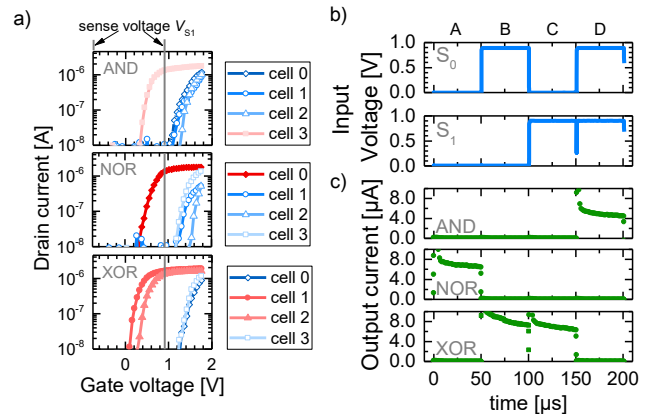 a)
sense voltage V_S1
AND
10^-6
10^-7
10^-8
cell 0
cell 1
cell 2
cell 3
NOR
10^-6
10^-7
10^-8
cell 0
cell 1
cell 2
cell 3
XOR
10^-6
10^-7
10^-8
cell 0
cell 1
cell 2
cell 3
Drain current [A]
0 1 2
Gate voltage [V]
b)
A B C D
1.0
0.5
0.0
S_0
1.0
0.5
0.0
S_1
Input
Voltage [V]
c)
8.0
4.0
0.0
AND
8.0
4.0
0.0
NOR
8.0
4.0
0.0
XOR
Output current [µA]
0 50 100 150 200
time [µs]